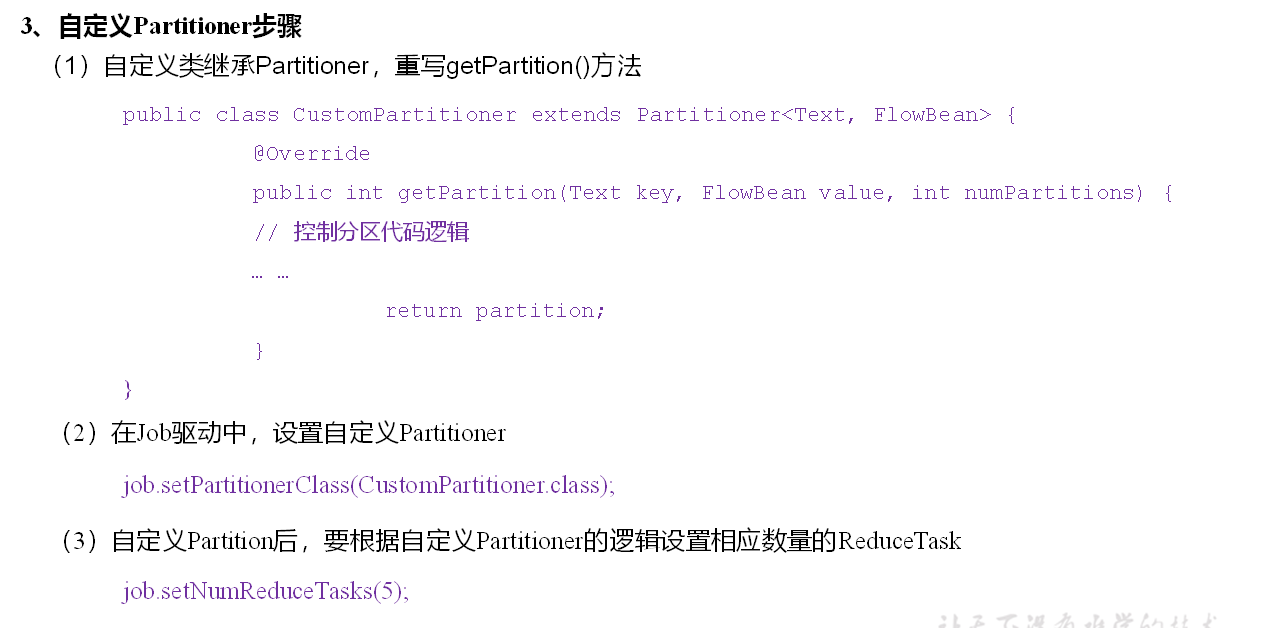 3、自定义Partitioner步骤
（1）自定义类继承Partitioner，重写getPartition()方法
public class CustomPartitioner extends Partitioner<Text, FlowBean> {
@Override
public int getPartition(Text key, FlowBean value, int numPartitions) {
// 控制分区代码逻辑
… …
return partition;
}
}
（2）在Job驱动中，设置自定义Partitioner
job.setPartitionerClass(CustomPartitioner.class);
（3）自定义Partition后，要根据自定义Partitioner的逻辑设置相应数量的ReduceTask
job.setNumReduceTasks(5);